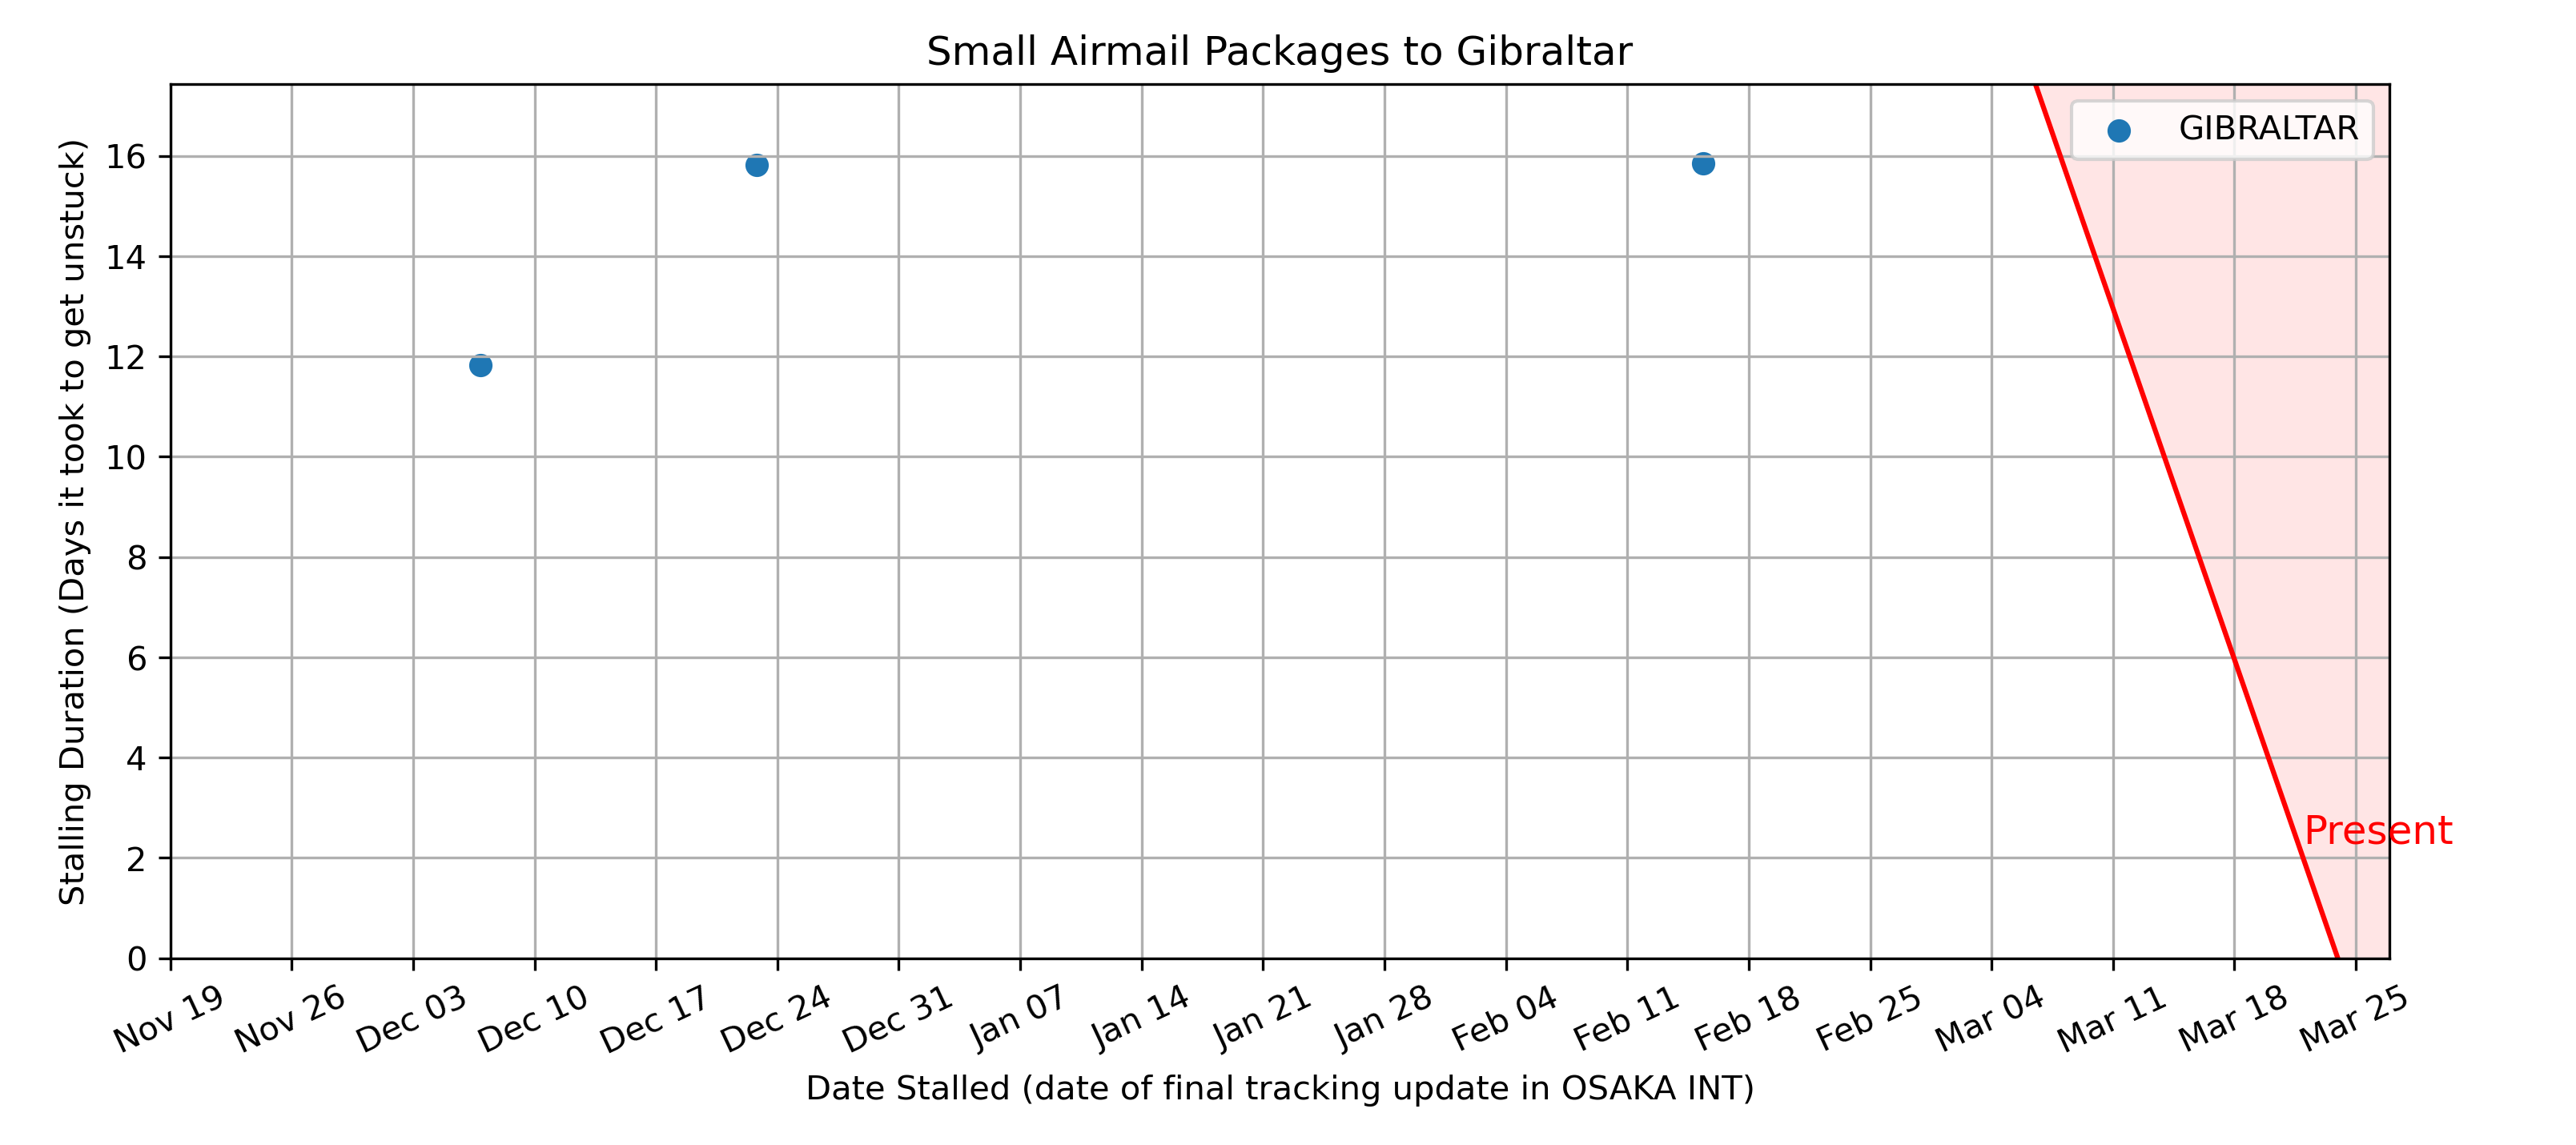 Small Airmail Packages to Gibraltar
GIBRALTAR
Stalling Duration (Days it took to get unstuck)
16
14
12
10
8
6
4
2
0
Present
Nov 19
Nov 26
Dec 03
Dec 10
Dec 17
Dec 24
Dec 31
Jan 07
Jan 14
Jan 21
Jan 28
Feb 04
Feb 11
Feb 18
Feb 25
Mar 04
Mar 11
Mar 18
Mar 25
Date Stalled (date of final tracking update in OSAKA INT)